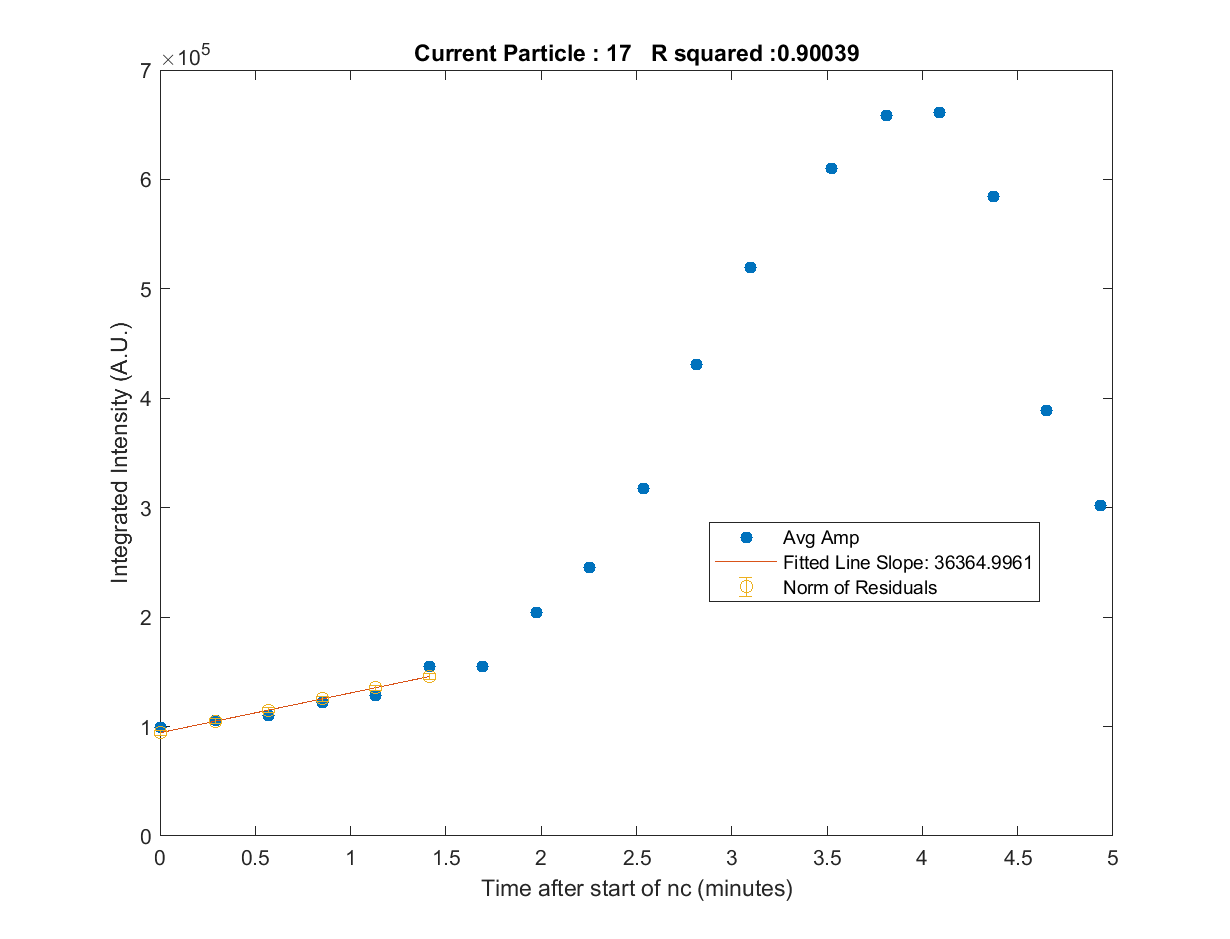 Current Particle : 17   R squared :0.90039
×10^5
7
6
5
4
3
2
1
0
Integrated Intensity (A.U.)
Avg Amp
Fitted Line Slope: 36364.9961
Norm of Residuals
0 0.5 1 1.5 2 2.5 3 3.5 4 4.5 5
Time after start of nc (minutes)